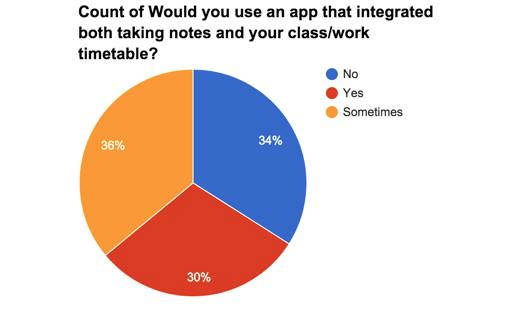 Count of Would you use an app that integrated
both taking notes and your class/work
timetable?
No
Yes
Sometimes
36%
34%
30%